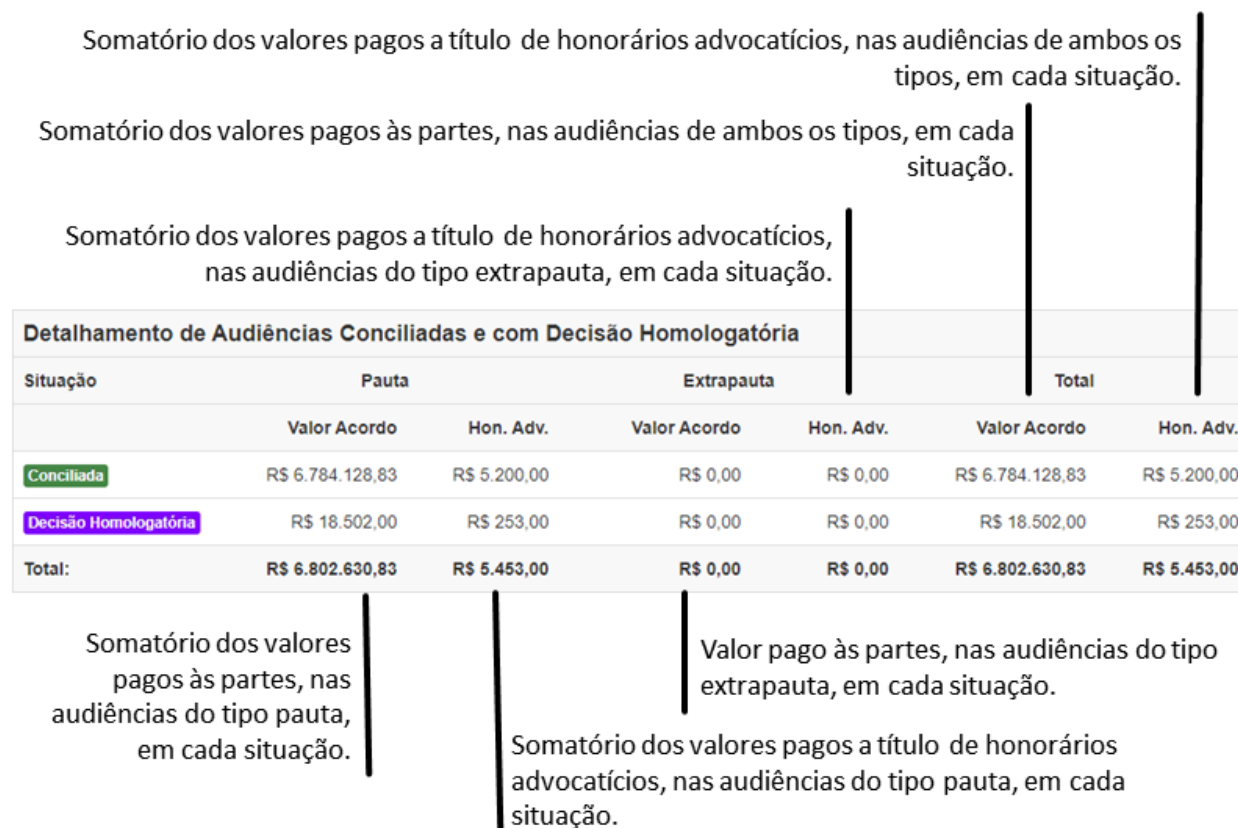 Somatório dos valores pagos a título de honorários advocatícios, nas audiências de ambos os
tipos, em cada situação.
Somatório dos valores pagos às partes, nas audiências de ambos os tipos, em cada
situação.
Somatório dos valores pagos a título de honorários advocatícios,
nas audiências do tipo extrapauta, em cada situação.
Detalhamento de Audiências Conciliadas e com Decisão Homologatória
Situação Pauta Extrapauta Total
Valor Acordo Hon. Adv. Valor Acordo Hon. Adv. Valor Acordo Hon. Adv.
Conciliada R$ 6.784.128,83 R$ 5.200,00 R$ 0,00 R$ 0,00 R$ 6.784.128,83 R$ 5.200,00
Decisão Homologatória R$ 18.502,00 R$ 253,00 R$ 0,00 R$ 0,00 R$ 18.502,00 R$ 253,00
Total: R$ 6.802.630,83 R$ 5.453,00 R$ 0,00 R$ 0,00 R$ 6.802.630,83 R$ 5.453,00
Somatório dos valores
pagos às partes, nas
audiências do tipo pauta,
em cada situação.
Valor pago às partes, nas audiências do tipo
extrapauta, em cada situação.
Somatório dos valores pagos a título de honorários
advocatícios, nas audiências do tipo pauta, em cada
situação.